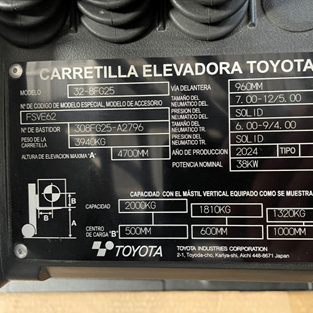 CARRETILLA ELEVADORA TOYOTA
MODELO 32-8FG25
Nº DE CODIGO DE MODELO ESPECIAL, MODELO DE ACCESORIO
FSVE62
Nº DE BASTIDOR 308FG25-A2796
PESO DE LA CARRETILLA 3940KG
ALTURA DE ELEVACION MAXIMA "A" 4700MM
VÍA DELANTERA 960MM
TAMAÑO DEL NEUMATICO DEL. 7.00-12/5.00
PRESION DEL NEUMATICO DEL. SOLID
TAMAÑO DEL NEUMATICO TR. 6.00-9/4.00
PRESION DEL NEUMATICO TR. SOLID
AÑO DE PRODUCCIÓN 2024 TIPO
POTENCIA NOMINAL 38KW
CAPACIDAD CON EL MÁSTIL VERTICAL EQUIPADO COMO SE MUESTRA
CAPACIDAD 2000KG 1810KG 1320KG
CENTRO DE CARGA "B" 500MM 600MM 1000MM
B
B
A
TOYOTA
TOYOTA INDUSTRIES CORPORATION
2-1, Toyoda-cho, Kariya-shi, Aichi 448-8671 Japan